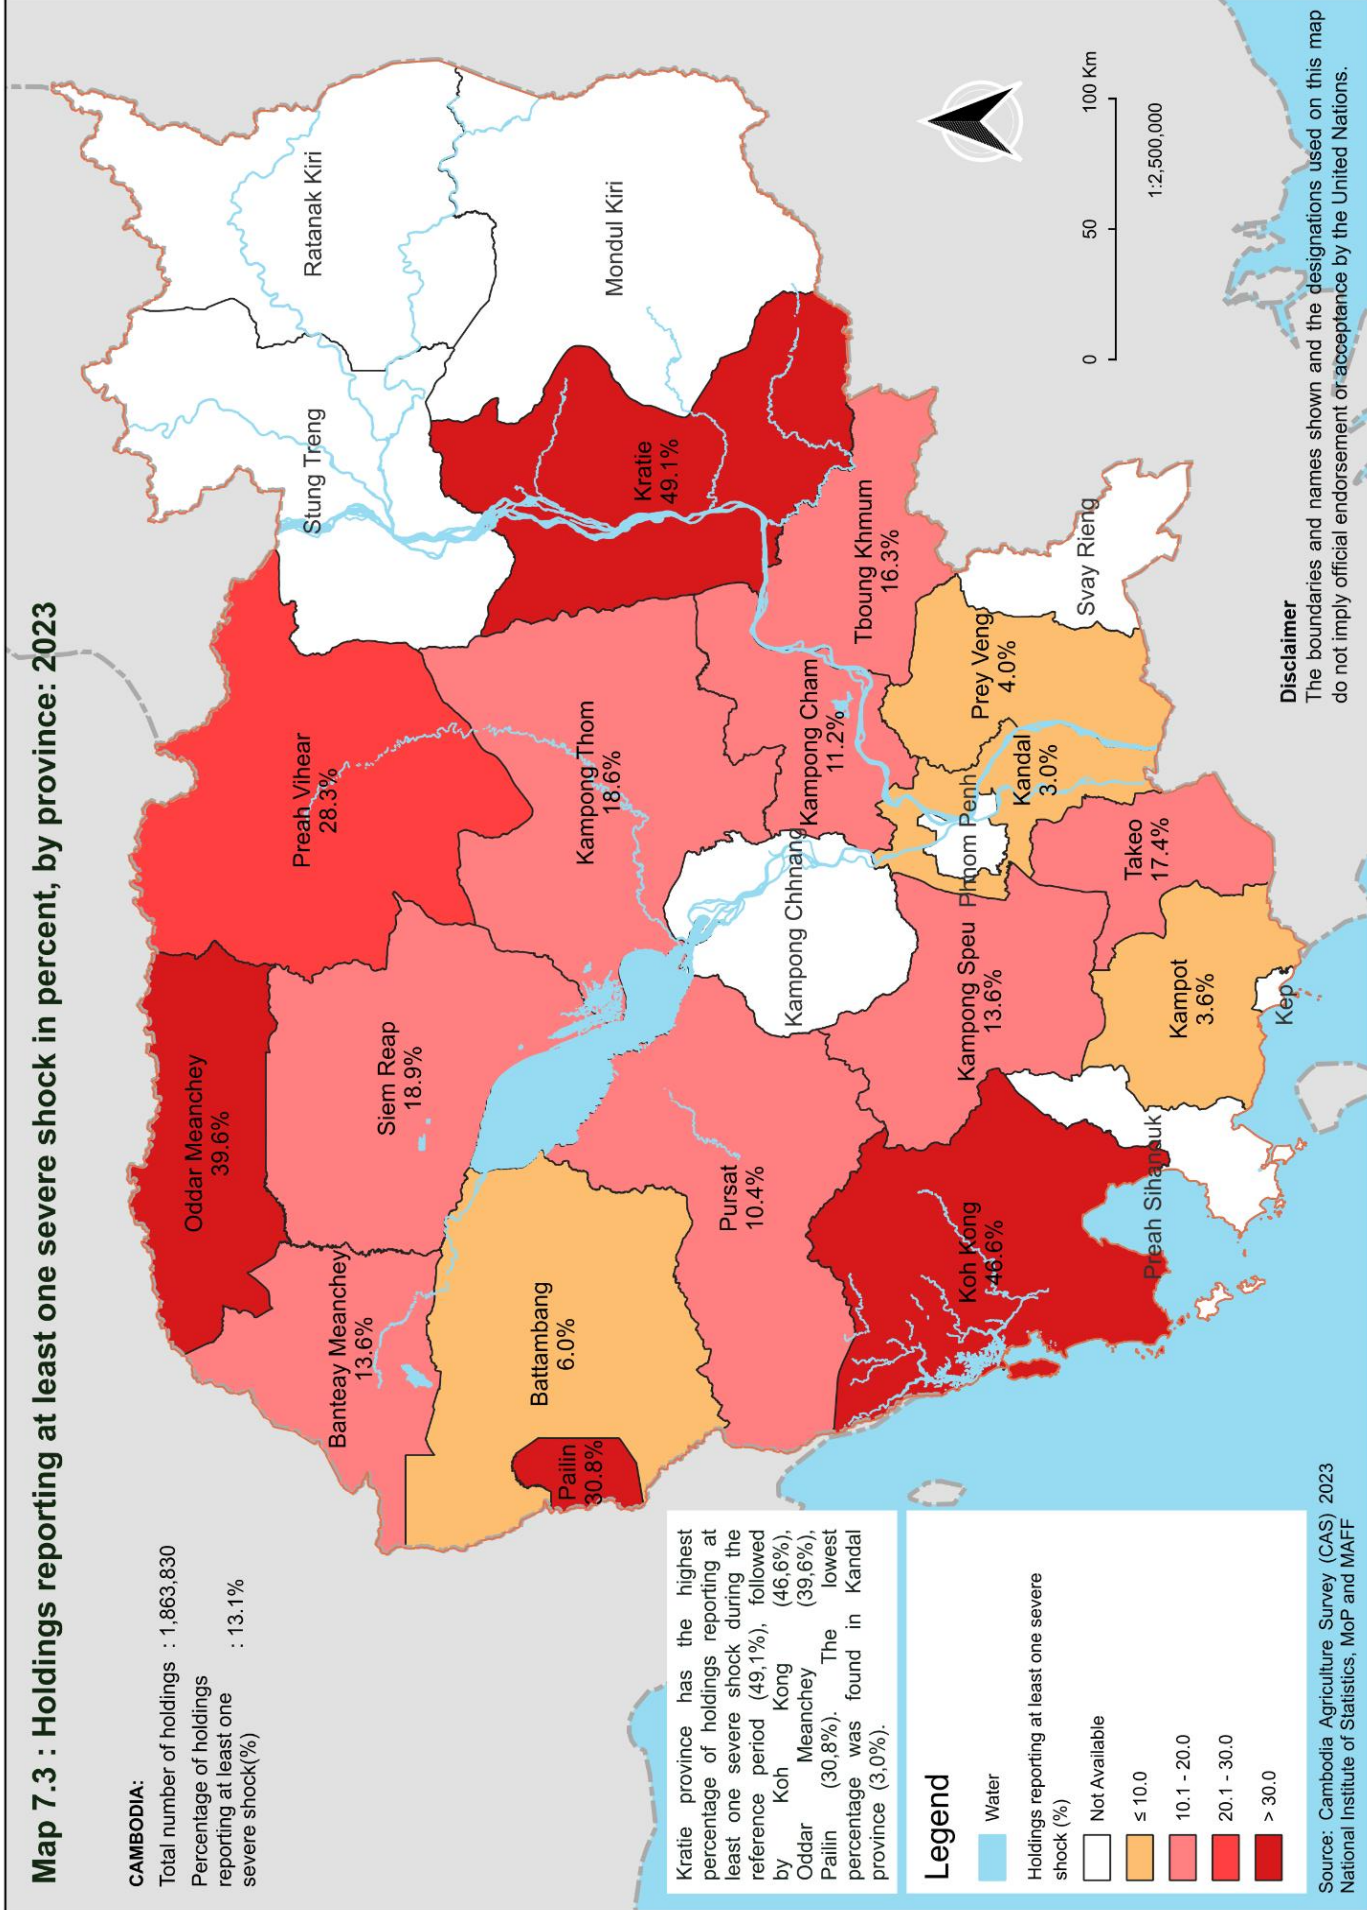 Map 7.3 : Holdings reporting at least one severe shock in percent, by province: 2023
CAMBODIA:
Total number of holdings : 1,863,830
Percentage of holdings
reporting at least one : 13.1%
severe shock(%)
Oddar Meanchey
39.6%
Preah Vihear
28.3%
Stung Treng
Ratanak Kiri
Banteay Meanchey
13.6%
Siem Reap
18.9%
Battambang
6.0%
Pailin
30.8%
Kampong Thom
18.6%
Kratie
49.1%
Mondul Kiri
Pursat
10.4%
Kampong Chhnang
Kampong Cham
11.2%
Tboung Khmum
16.3%
Koh Kong
46.6%
Kampong Speu
13.6%
Phnom Penh
Kandal
3.0%
Prey Veng
4.0%
Svay Rieng
Preah Sihanouk
Kampot
3.6%
Kep
Takeo
17.4%
Kratie province has the highest
percentage of holdings reporting at
least one severe shock during the
reference period (49,1%), followed
by Koh Kong (46,6%),
Oddar Meanchey (39,6%),
Pailin (30,8%). The lowest
percentage was found in Kandal
province (3,0%).
Legend
Water
Holdings reporting at least one severe
shock (%)
Not Available
≤ 10.0
10.1 - 20.0
20.1 - 30.0
> 30.0
Source: Cambodia Agriculture Survey (CAS) 2023
National Institute of Statistics, MoP and MAFF
0 50 100 Km
1:2,500,000
Disclaimer
The boundaries and names shown and the designations used on this map
do not imply official endorsement or acceptance by the United Nations.